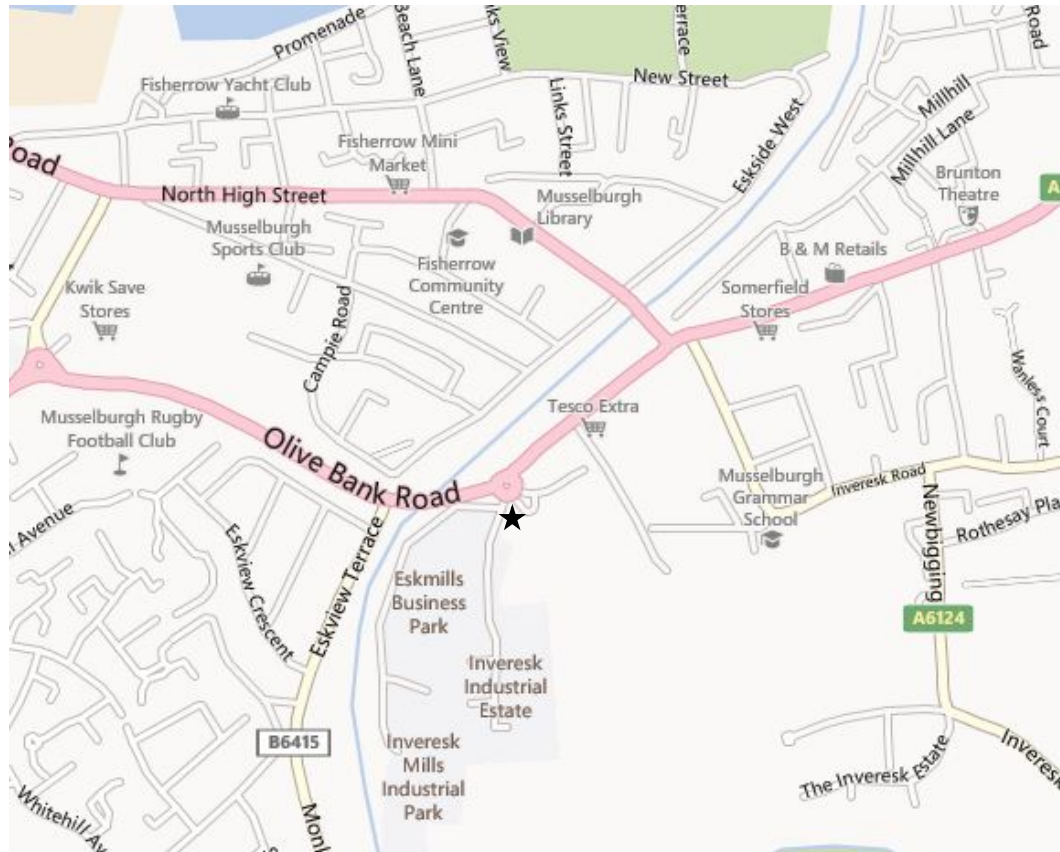 Promenade
Beach Lane
Links View
Terrace
Road
New Street
Fisherrow Yacht Club
Links Street
Millhill
Eskside West
Millhill Lane
Fisherrow Mini
Market
Road
North High Street
Brunton
Theatre
A
Musselburgh
Library
Musselburgh
Sports Club
B & M Retails
Fisherrow
Community
Centre
Somerfield
Stores
Kwik Save
Stores
Campie Road
Wanless Court
Tesco Extra
Musselburgh Rugby
Football Club
Olive Bank Road
Musselburgh
Grammar
School
Inveresk Road
Newbigging
Rothesay Pla
Avenue
Eskview Crescent
Eskview Terrace
Eskmills
Business
Park
A6124
Inveresk
Industrial
Estate
B6415
Inveresk
Mills
Industrial
Park
Inveresk
The Inveresk Estate
Whitehill Av
Monk